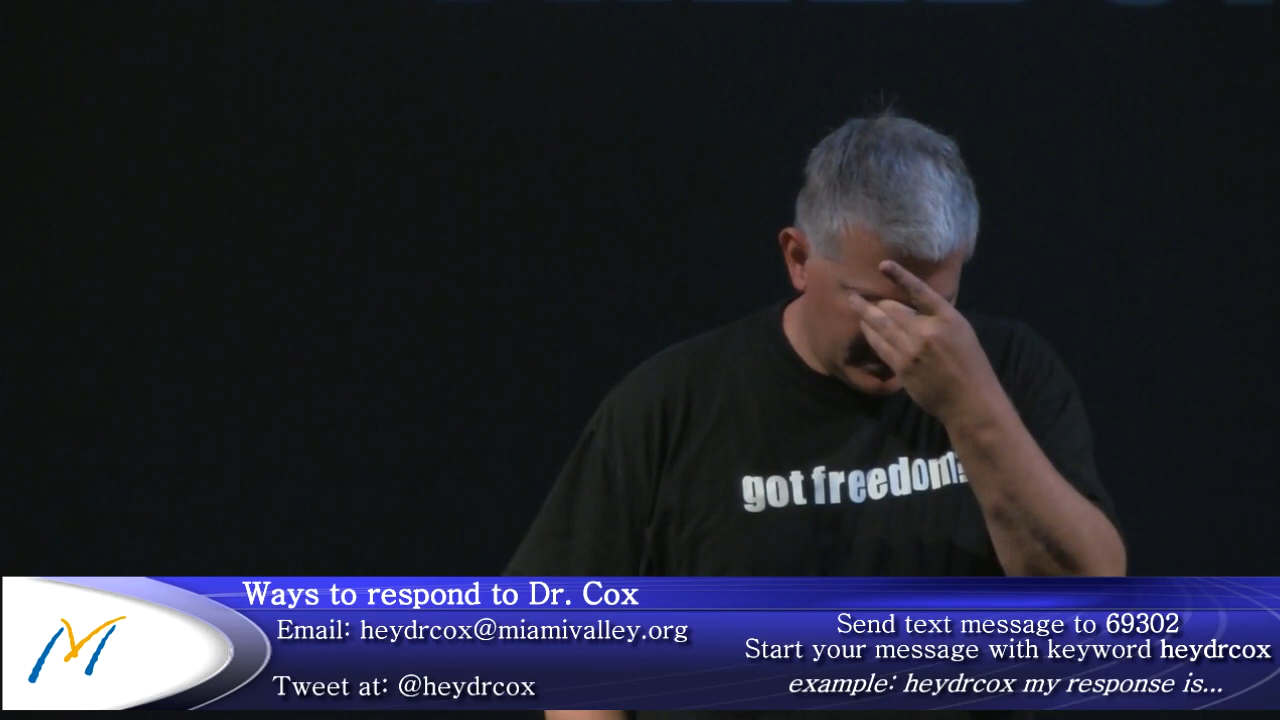 got freedom?
Ways to respond to Dr. Cox
Email: heydrcox@miamivalley.org
Tweet at: @heydrcox
Send text message to 69302
Start your message with keyword heydrcox
example: heydrcox my response is...